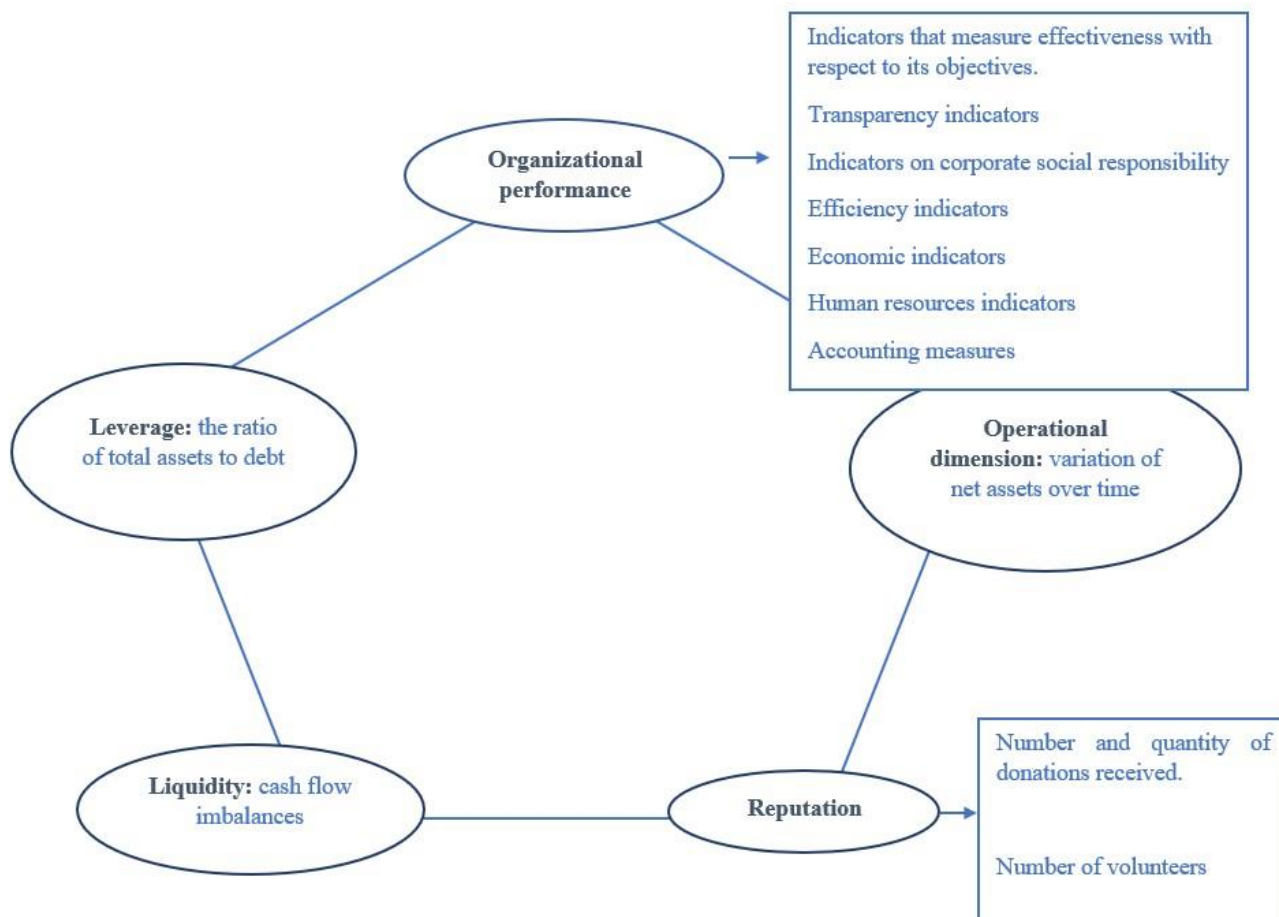 Indicators that measure effectiveness with
respect to its objectives.
Transparency indicators
Indicators on corporate social responsibility
Efficiency indicators
Economic indicators
Human resources indicators
Accounting measures
Organizational
performance
Leverage: the ratio
of total assets to debt
Operational
dimension: variation of
net assets over time
Liquidity: cash flow
imbalances
Reputation
Number and quantity of
donations received.
Number of volunteers